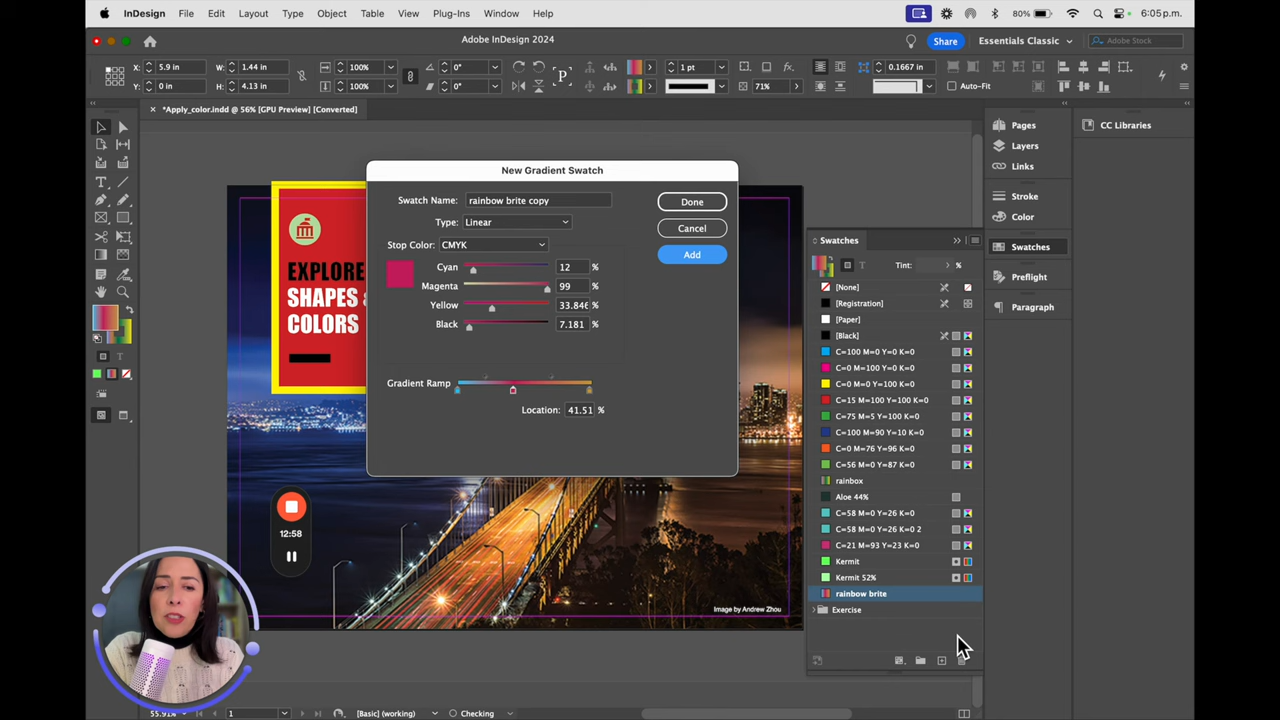 InDesign File Edit Layout Type Object Table View Plug-Ins Window Help 80% 6:05 p.m.
Adobe InDesign 2024 Share Essentials Classic Adobe Stock
X: 5.9 in W: 1.44 in 100% 0° P 1 pt fx. 0.1667 in
Y: 0 in H: 4.13 in 100% 0° 71% Auto-Fit
× *Apply_color.indd @ 56% [GPU Preview] [Converted]
Pages
Layers
Links
Stroke
Color
Swatches
Preflight
Paragraph
CC Libraries
New Gradient Swatch
Swatch Name: rainbow brite copy
Done
Type: Linear
Cancel
Stop Color: CMYK
Add
Cyan 12 %
Magenta 99 %
Yellow 33.84
Black 7.181 %
Gradient Ramp
Location: 41.51 %
EXPLORE
SHAPES
COLORS
Swatches
Tint: %
[None]
[Registration]
[Paper]
[Black]
C=100 M=0 Y=0 K=0
C=0 M=100 Y=0 K=0
C=0 M=0 Y=100 K=0
C=15 M=100 Y=100 K=0
C=75 M=5 Y=100 K=0
C=100 M=90 Y=10 K=0
C=0 M=76 Y=96 K=0
C=56 M=0 Y=87 K=0
rainbox
Aloe 44%
C=58 M=0 Y=26 K=0
C=58 M=0 Y=26 K=0 2
C=21 M=93 Y=23 K=0
Kermit
Kermit 52%
rainbow brite
Exercise
12:58
Image by Andrew Zhou
55.91% 1 [Basic] (working) Checking